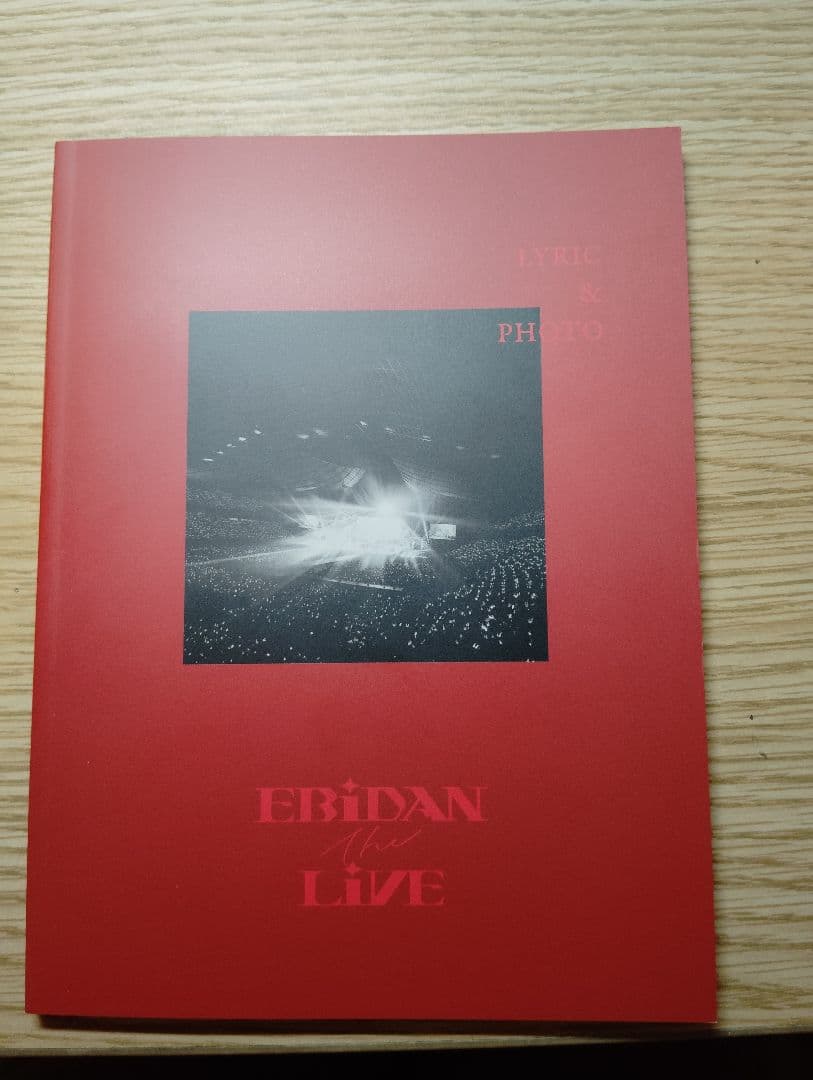 LYRIC
&
PHOTO
EBiDAN
the
LiVE